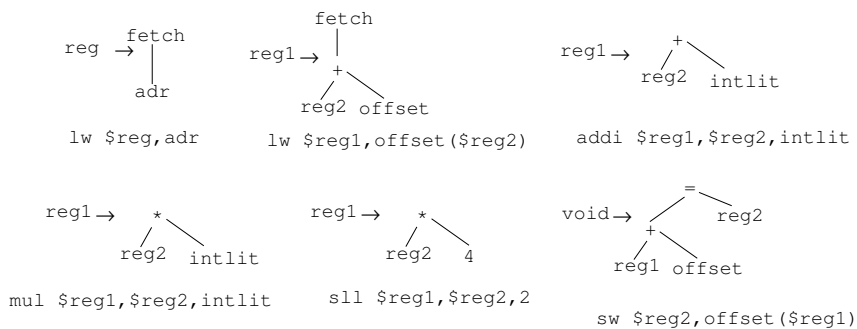 fetch
reg → fetch
adr
lw $reg,adr
reg1 →
+
reg2 offset
lw $reg1,offset($reg2)
reg1 →
+
reg2 intlit
addi $reg1,$reg2,intlit
reg1 →
*
reg2 intlit
mul $reg1,$reg2,intlit
reg1 →
*
reg2 4
sll $reg1,$reg2,2
=
void →
+
reg2
reg1 offset
sw $reg2,offset($reg1)